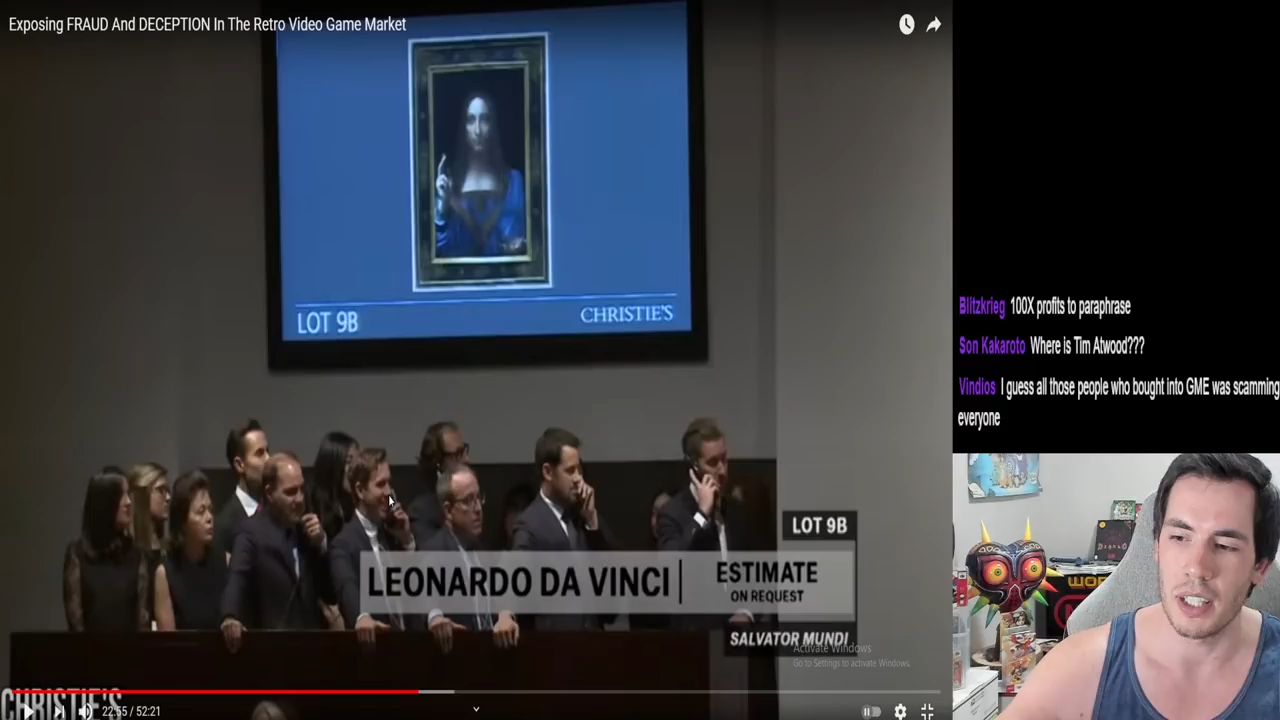 Exposing FRAUD And DECEPTION In The Retro Video Game Market
LOT 9B
CHRISTIE'S
Blitzkrieg 100X profits to paraphrase
Son Kakaroto Where is Tim Atwood???
Vindios I guess all those people who bought into GME was scamming
everyone
LOT 9B
LEONARDO DA VINCI
ESTIMATE
ON REQUEST
SALVATOR MUNDI
Activate Windows
Go to Settings to activate Windows.
CHRISTIE'S
22:55 / 52:21